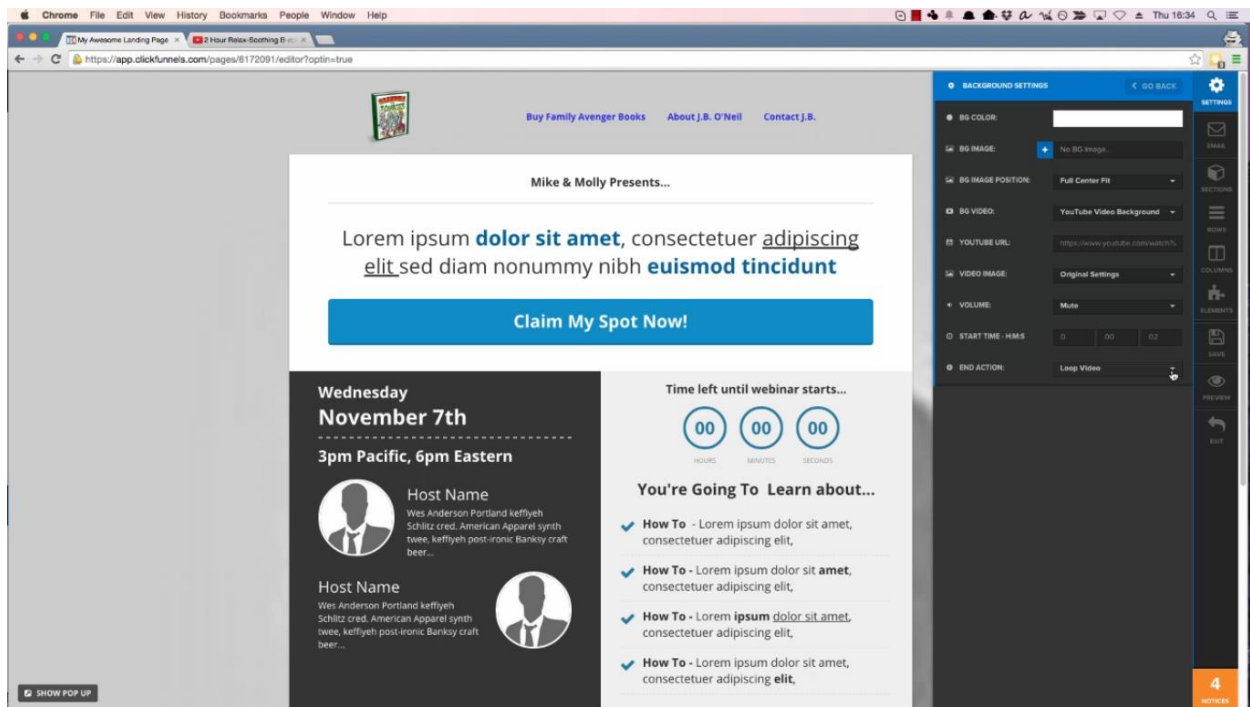 Chrome File Edit View History Bookmarks People Window Help
Thu 16:34
My Awesome Landing Page
2 Hour Relax-Soothing B-ro
https://app.clickfunnels.com/pages/6172091/editor?optin=true
Buy Family Avenger Books About J.B. O'Neil Contact J.B.
Mike & Molly Presents...
Lorem ipsum dolor sit amet, consectetuer adipiscing
elit sed diam nonummy nibh euismod tincidunt
Claim My Spot Now!
Wednesday
November 7th
3pm Pacific, 6pm Eastern
Host Name
Wes Anderson Portland keffiyeh
Schlitz cred. American Apparel synth
twee, keffiyeh post-ironic Banksy craft
beer...
Host Name
Wes Anderson Portland keffiyeh
Schlitz cred. American Apparel synth
twee, keffiyeh post-ironic Banksy craft
beer...
Time left until webinar starts...
00 00 00
HOURS MINUTES SECONDS
You're Going To Learn about...
How To - Lorem ipsum dolor sit amet,
consectetuer adipiscing elit,
How To - Lorem ipsum dolor sit amet,
consectetuer adipiscing elit,
How To - Lorem ipsum dolor sit amet,
consectetuer adipiscing elit,
How To - Lorem ipsum dolor sit amet,
consectetuer adipiscing elit,
SHOW POP UP
BACKGROUND SETTINGS GO BACK
BG COLOR:
BG IMAGE: + No BG Image..
BG IMAGE POSITION: Full Center Fit
BG VIDEO: YouTube Video Background
YOUTUBE URL: https://www.youtube.com/watch?v
VIDEO IMAGE: Original Settings
VOLUME: Mute
START TIME - H:M:S 0 00 02
END ACTION: Loop Video
SETTINGS
EMAIL
SECTIONS
ROWS
COLUMNS
ELEMENTS
SAVE
PREVIEW
EXIT
4
NOTICES